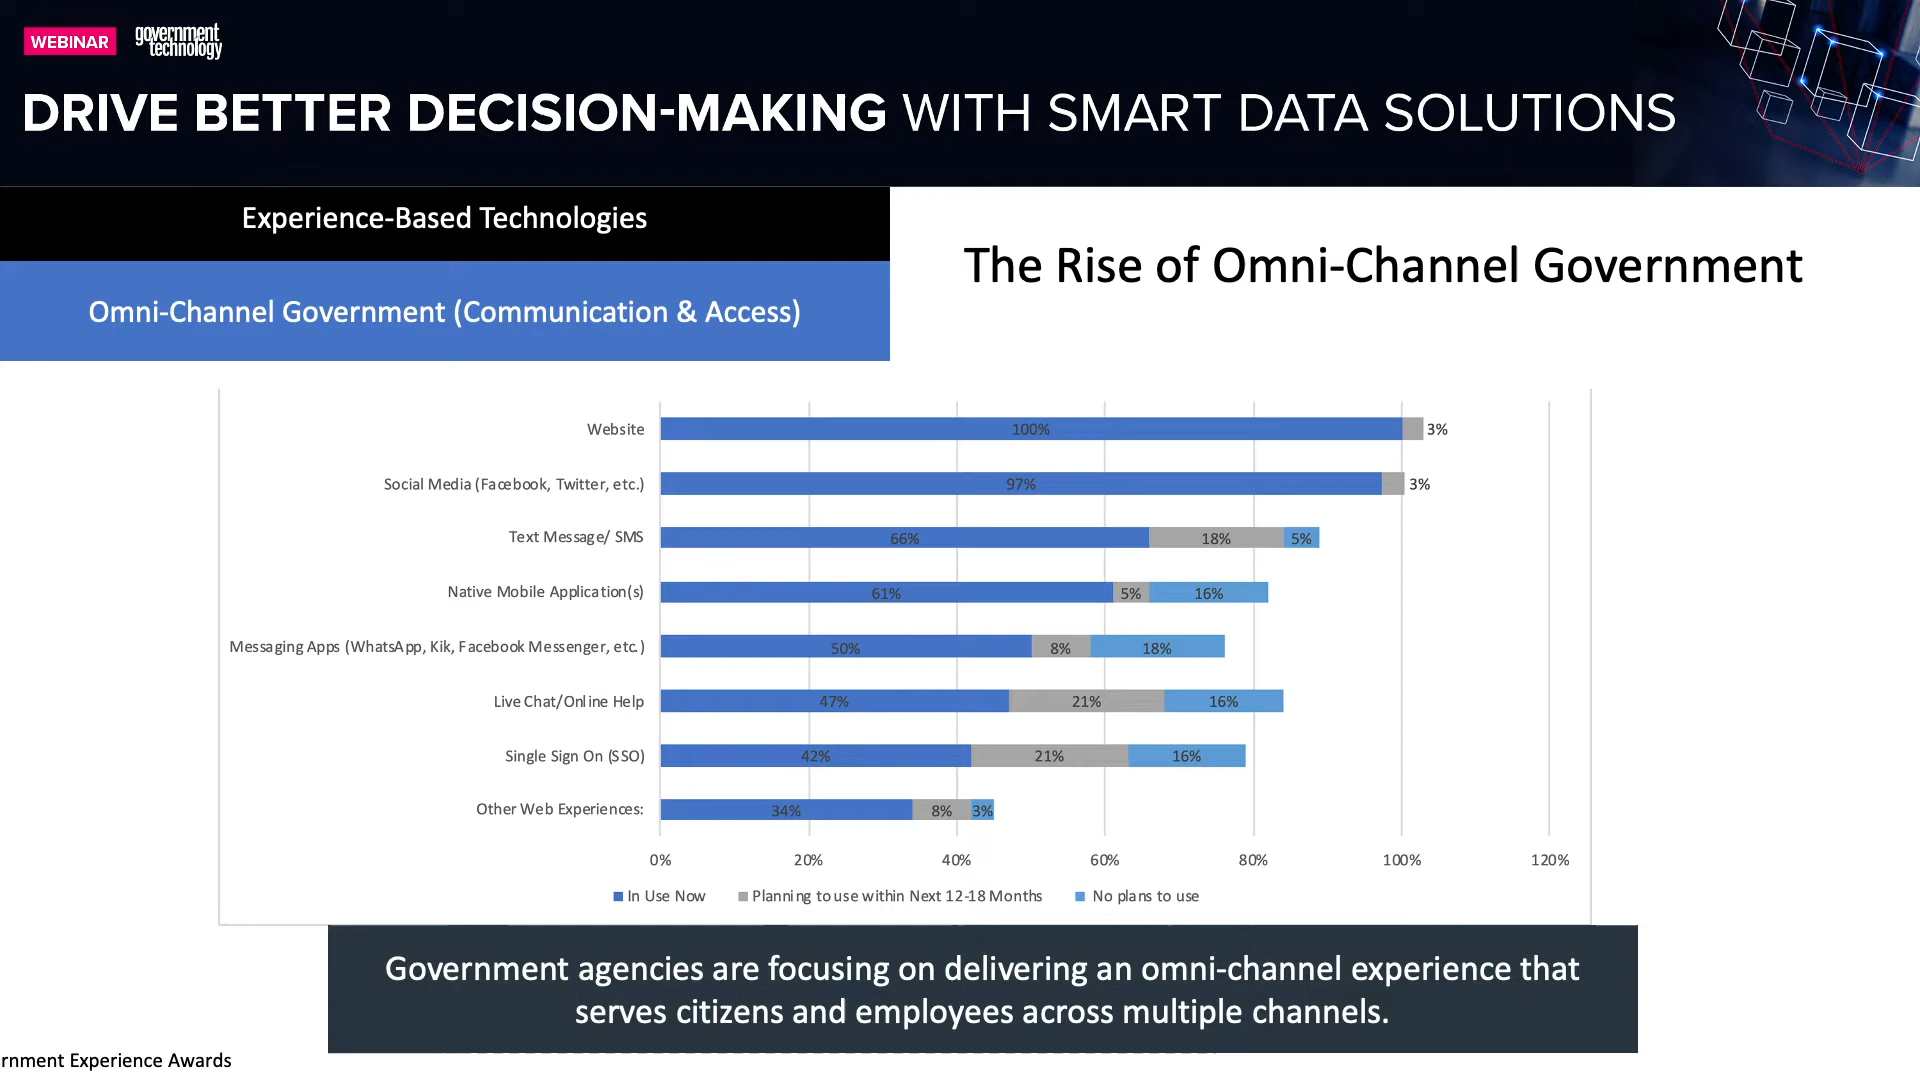 WEBINAR
government
technology
DRIVE BETTER DECISION-MAKING WITH SMART DATA SOLUTIONS
Experience-Based Technologies
Omni-Channel Government (Communication & Access)
The Rise of Omni-Channel Government
Website 100% 3%
Social Media (Facebook, Twitter, etc.) 97% 3%
Text Message/ SMS 66% 18% 5%
Native Mobile Application(s) 61% 5% 16%
Messaging Apps (WhatsApp, Kik, Facebook Messenger, etc.) 50% 8% 18%
Live Chat/Online Help 47% 21% 16%
Single Sign On (SSO) 42% 21% 16%
Other Web Experiences: 34% 8% 3%
0% 20% 40% 60% 80% 100% 120%
In Use Now Planning to use within Next 12-18 Months No plans to use
Government agencies are focusing on delivering an omni-channel experience that
serves citizens and employees across multiple channels.
rnment Experience Awards